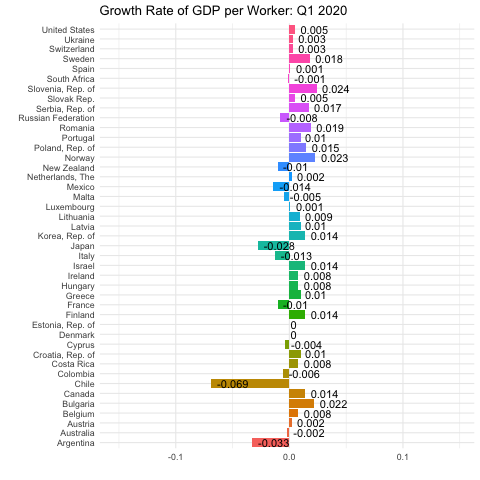 Growth Rate of GDP per Worker: Q1 2020
United States 0.005
Ukraine 0.003
Switzerland 0.003
Sweden 0.018
Spain 0.001
South Africa -0.001
Slovenia, Rep. of 0.024
Slovak Rep. 0.005
Serbia, Rep. of 0.017
Russian Federation -0.008
Romania 0.019
Portugal 0.01
Poland, Rep. of 0.015
Norway 0.023
New Zealand -0.01
Netherlands, The 0.002
Mexico -0.014
Malta -0.005
Luxembourg 0.001
Lithuania 0.009
Latvia 0.01
Korea, Rep. of 0.014
Japan -0.028
Italy -0.013
Israel 0.014
Ireland 0.008
Hungary 0.008
Greece 0.01
France -0.01
Finland 0.014
Estonia, Rep. of 0
Denmark 0
Cyprus -0.004
Croatia, Rep. of 0.01
Costa Rica 0.008
Colombia -0.006
Chile -0.069
Canada 0.014
Bulgaria 0.022
Belgium 0.008
Austria 0.002
Australia -0.002
Argentina -0.033
-0.1 0.0 0.1